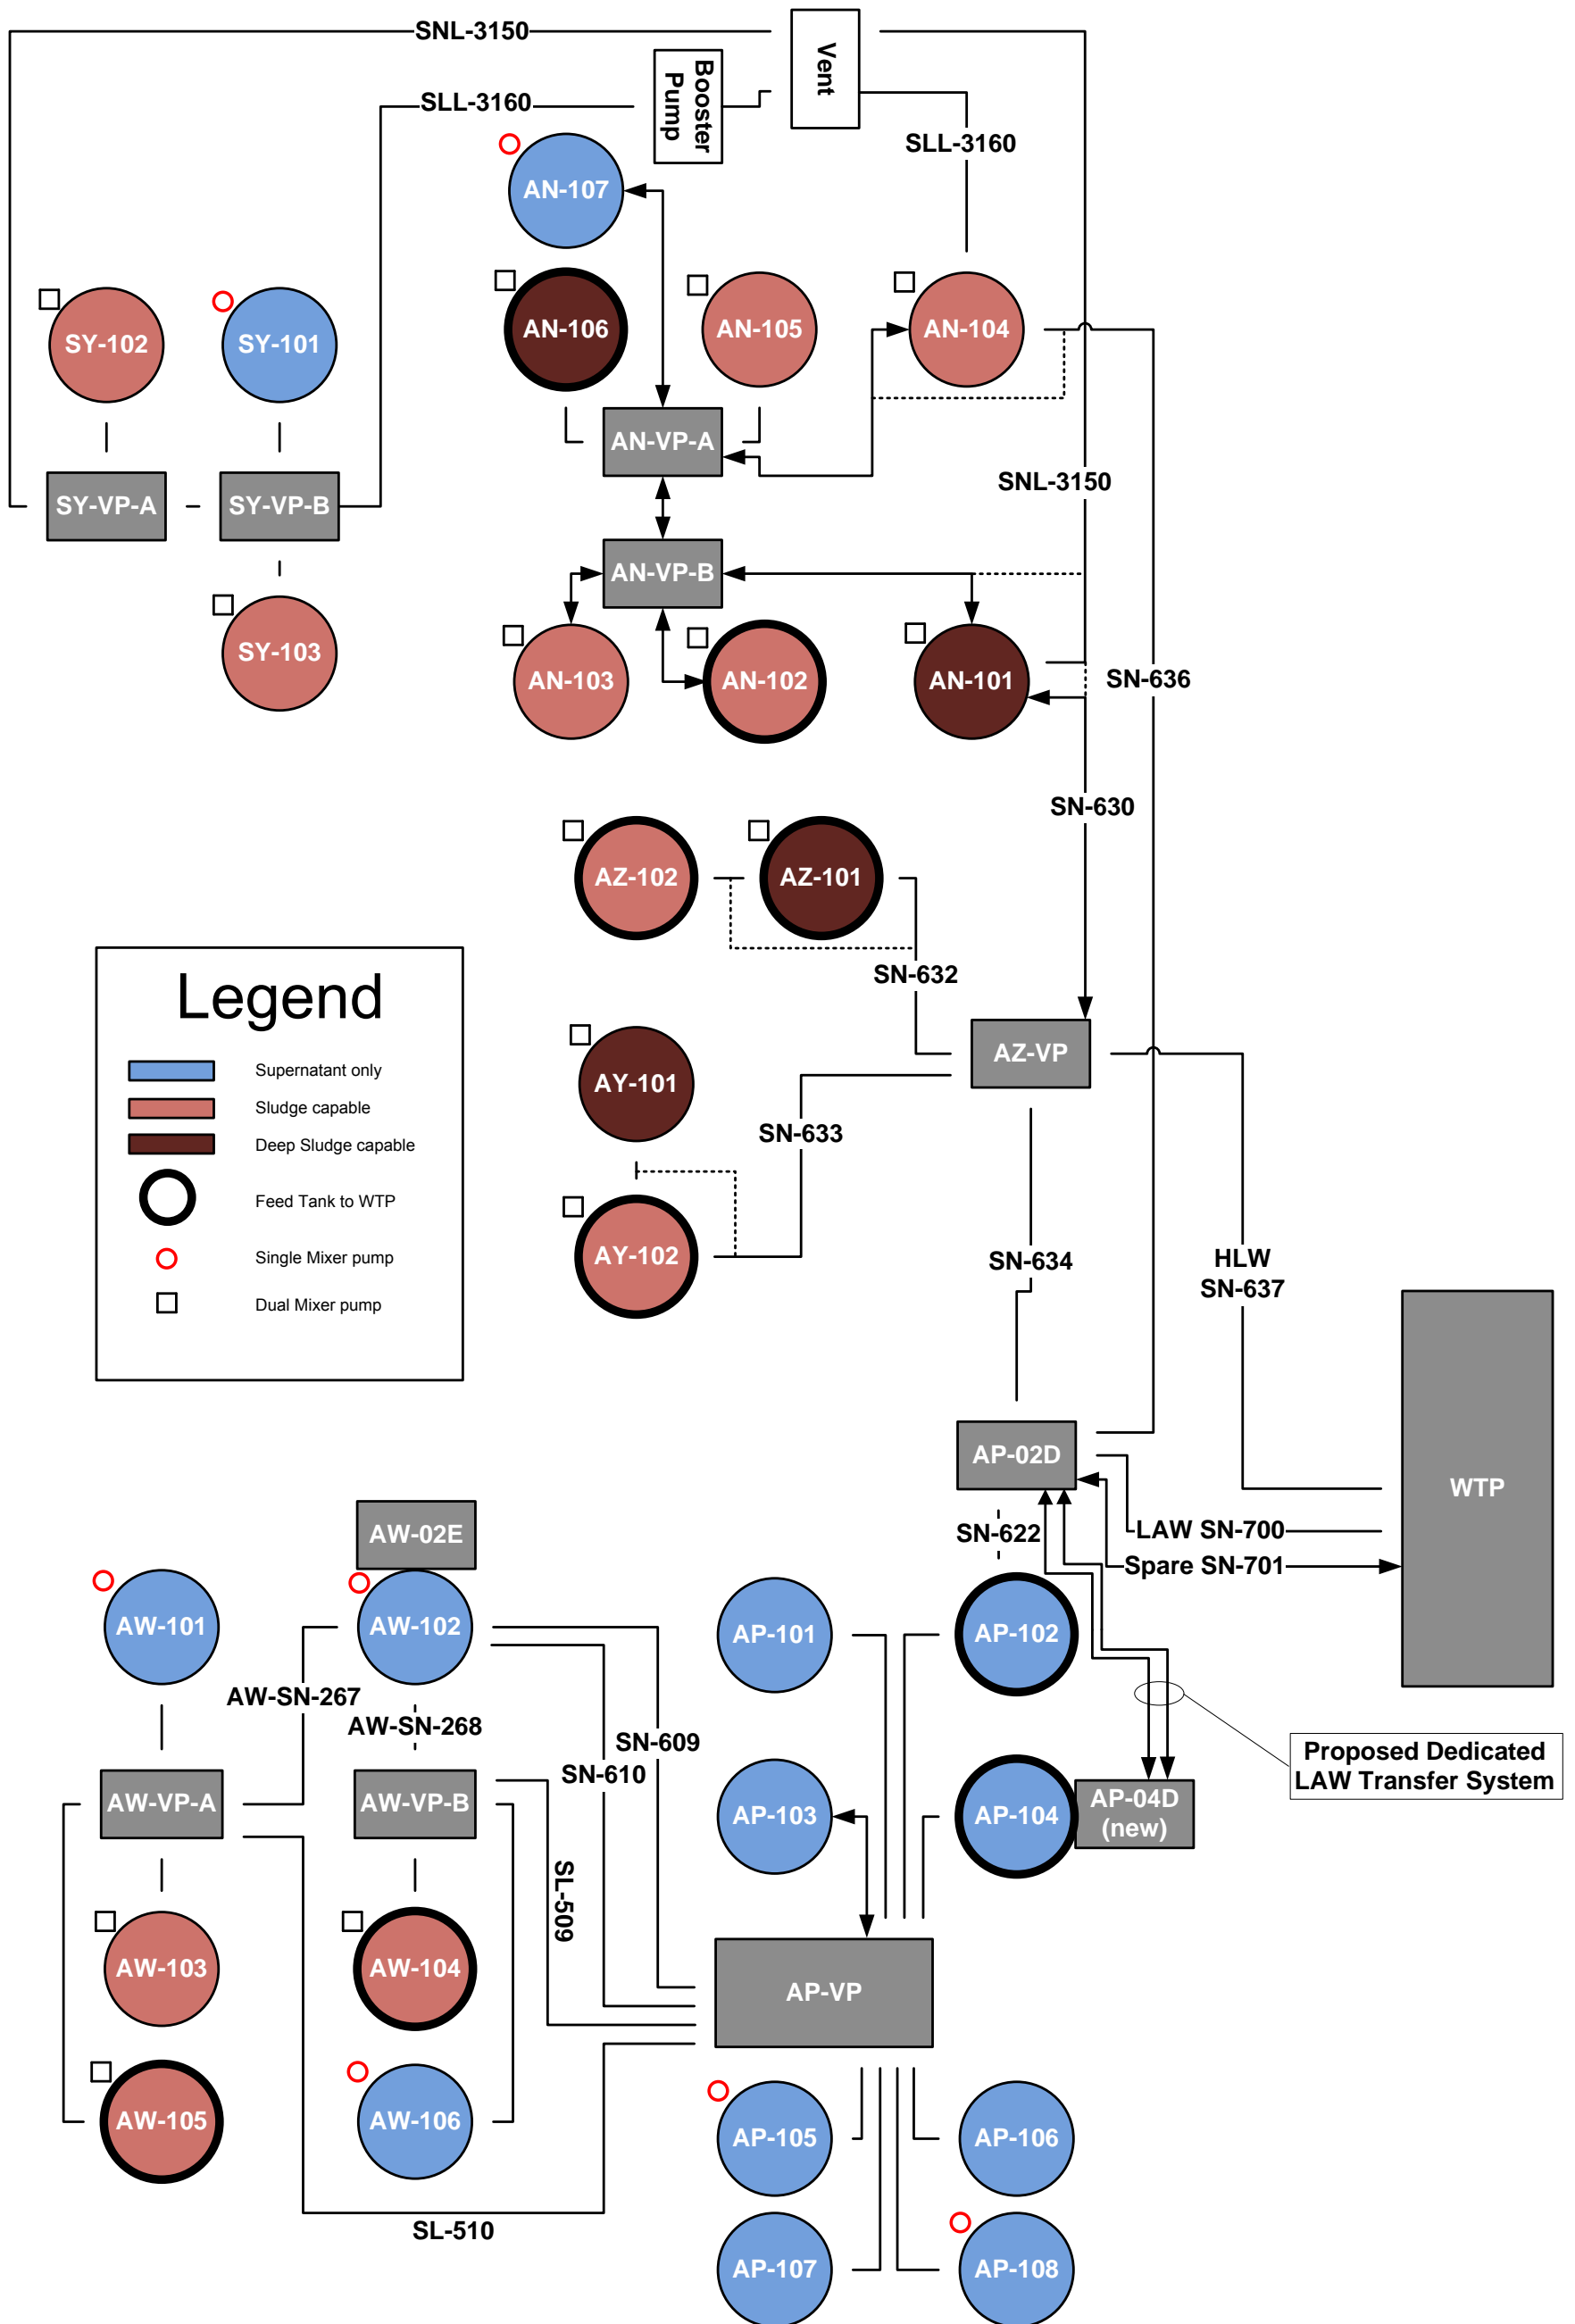 SNL-3150
Vent
Booster
Pump
SLL-3160
SLL-3160
AN-107
SY-102
SY-101
AN-106
AN-105
AN-104
AN-VP-A
SNL-3150
SY-VP-A
SY-VP-B
AN-VP-B
SY-103
AN-103
AN-102
AN-101
SN-636
SN-630
AZ-102
AZ-101
SN-632
Legend
Supernatant only
Sludge capable
Deep Sludge capable
Feed Tank to WTP
Single Mixer pump
Dual Mixer pump
AZ-VP
AY-101
SN-633
AY-102
SN-634
HLW
SN-637
AP-02D
WTP
AW-02E
SN-622
LAW SN-700
Spare SN-701
AW-101
AW-102
AP-101
AP-102
AW-SN-267
AW-SN-268
SN-609
SN-610
Proposed Dedicated
LAW Transfer System
AW-VP-A
AW-VP-B
AP-103
AP-104
AP-04D
(new)
SL-509
AW-103
AW-104
AP-VP
AW-105
AW-106
AP-105
AP-106
SL-510
AP-107
AP-108